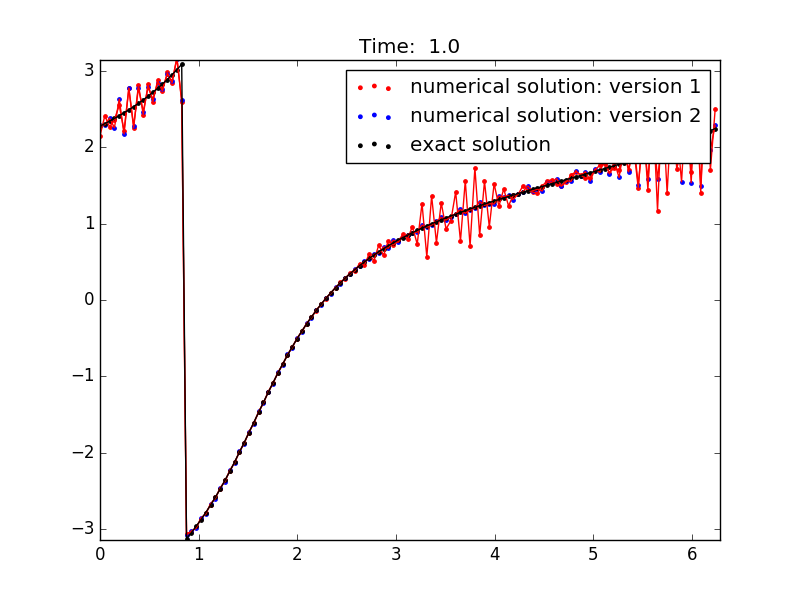 Time: 1.0
3
numerical solution: version 1
numerical solution: version 2
exact solution
2
1
0
−1
−2
−3
0 1 2 3 4 5 6